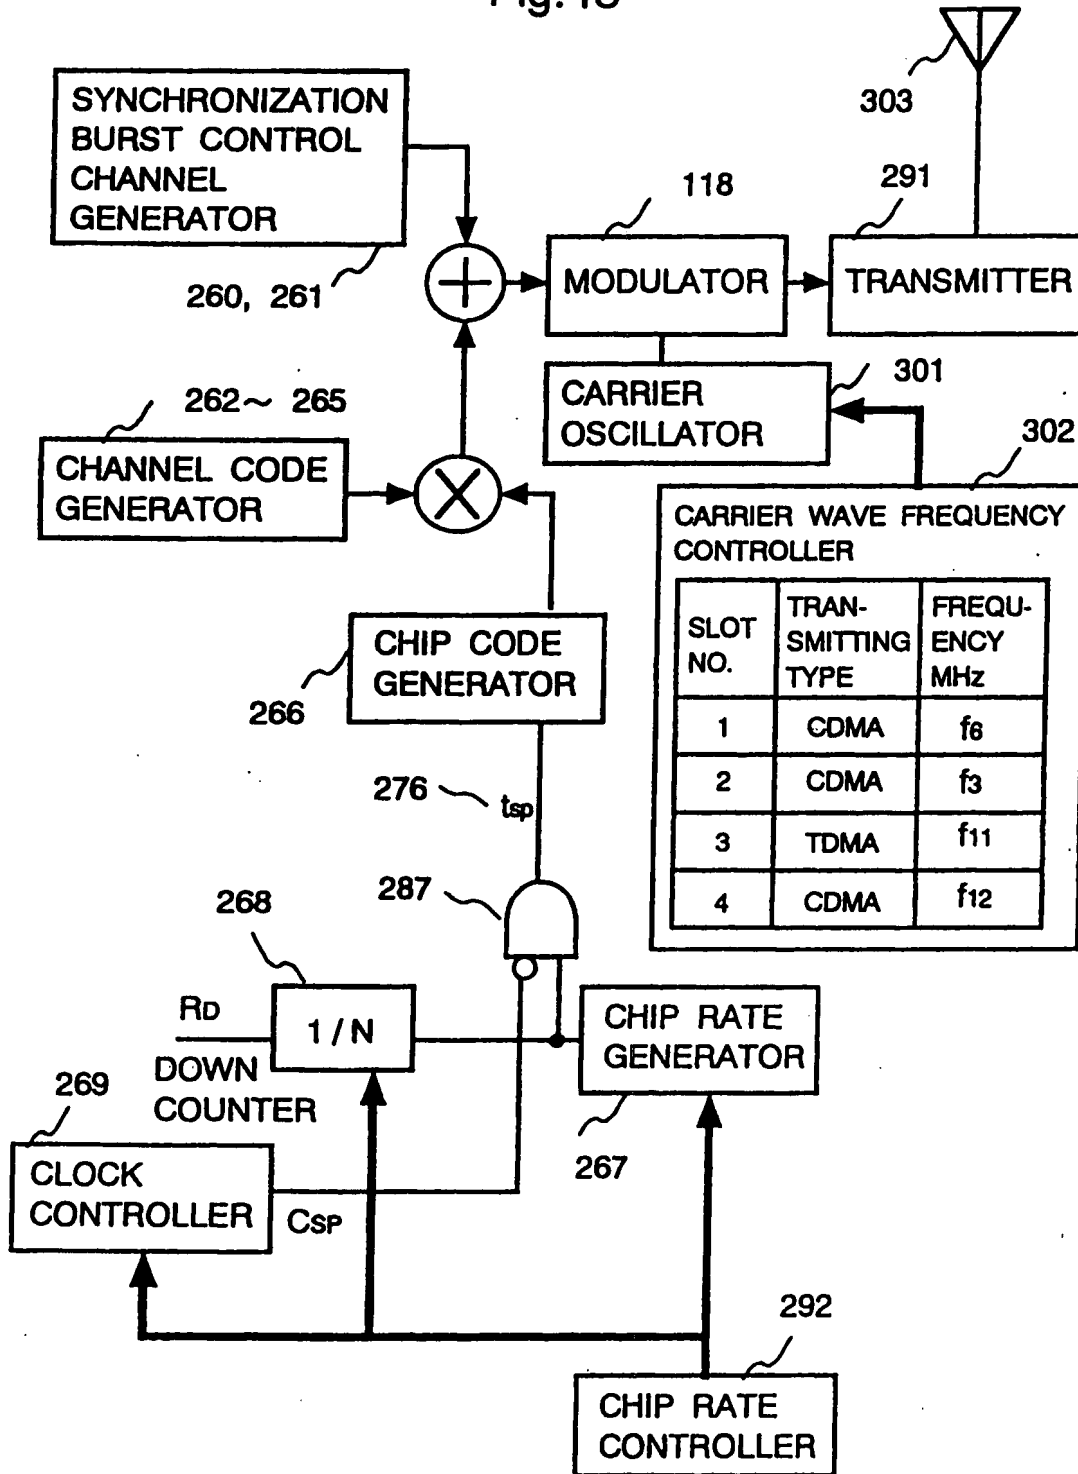 303
SYNCHRONIZATION
BURST CONTROL
CHANNEL
GENERATOR
260, 261
118
291
MODULATOR
TRANSMITTER
301
CARRIER
OSCILLATOR
262~ 265
CHANNEL CODE
GENERATOR
302
CARRIER WAVE FREQUENCY
CONTROLLER
SLOT
NO.
TRAN-
SMITTING
TYPE
FREQU-
ENCY
MHz
1 CDMA f6
2 CDMA f3
3 TDMA f11
4 CDMA f12
CHIP CODE
GENERATOR
266
276
tsp
287
268
RD
1/N
DOWN
COUNTER
CHIP RATE
GENERATOR
267
269
CLOCK
CONTROLLER
CSP
292
CHIP RATE
CONTROLLER